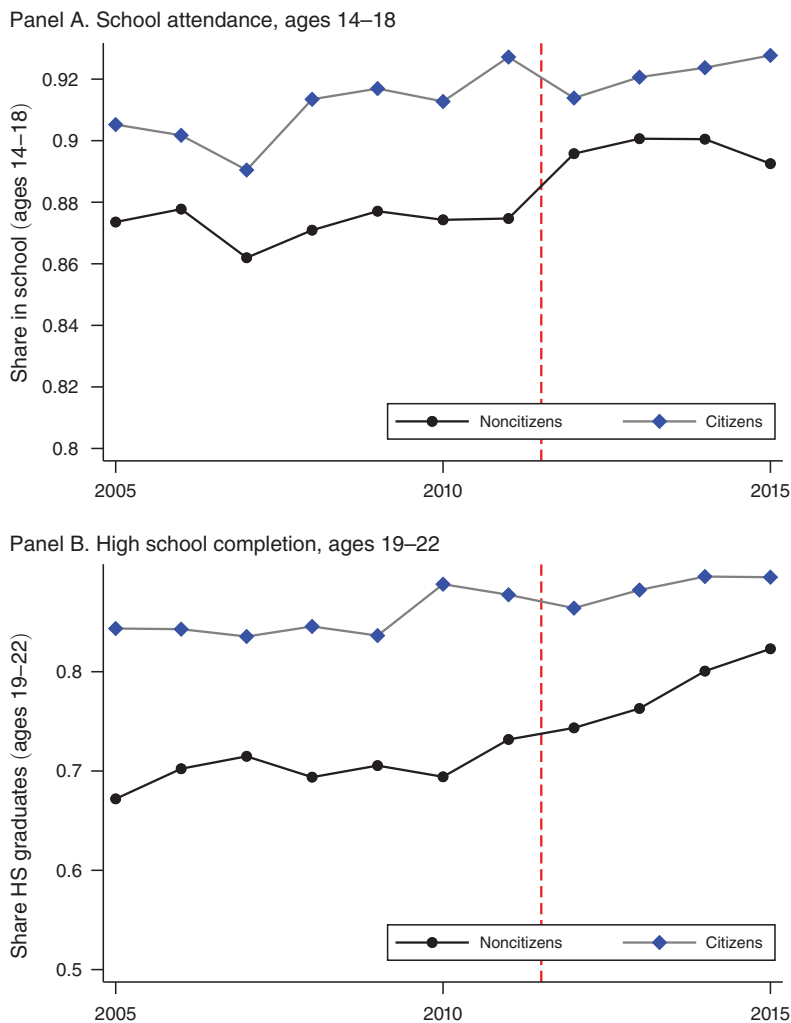 Panel A. School attendance, ages 14–18
Share in school (ages 14–18)
0.92
0.9
0.88
0.86
0.84
0.82
0.8
Noncitizens Citizens
2005 2010 2015
Panel B. High school completion, ages 19–22
Share HS graduates (ages 19–22)
0.8
0.7
0.6
0.5
Noncitizens Citizens
2005 2010 2015